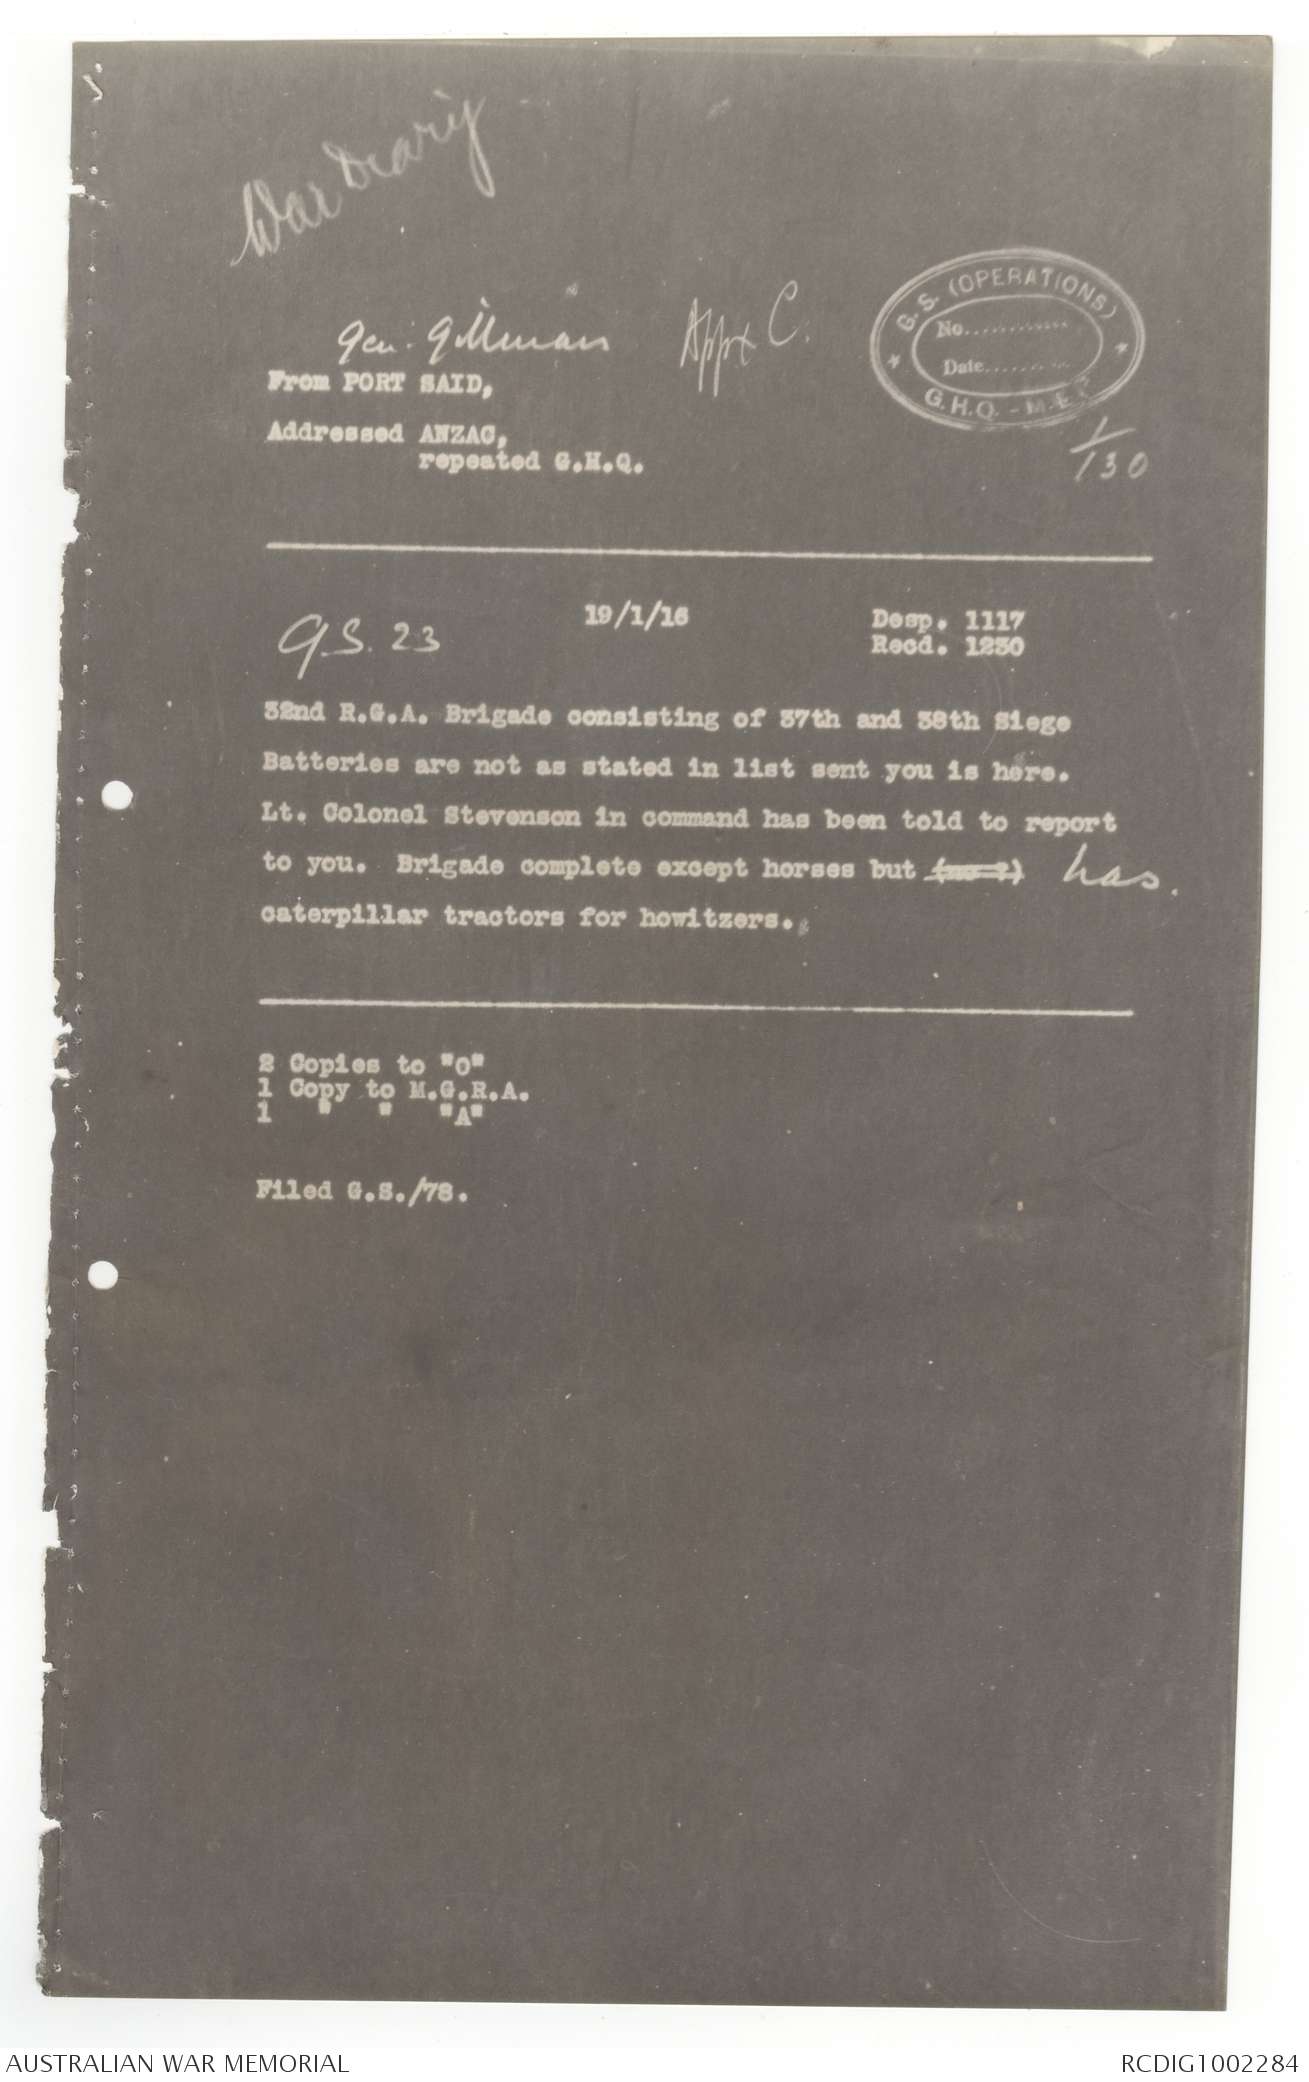 War Diary
G.S. (OPERATIONS)
No.............
Date...........
G.H.Q. - M.E.F.
Gen. Gillman Appx C.
From PORT SAID,
Addressed ANZAC,
repeated G.H.Q.
1/130
19/1/16 Desp. 1117
G.S. 23 Recd. 1230
32nd R.G.A. Brigade consisting of 37th and 38th Siege
Batteries are not as stated in list sent you is here.
Lt. Colonel Stevenson in command has been told to report
to you. Brigade complete except horses but (no ?) has.
caterpillar tractors for howitzers.
2 Copies to "O"
1 Copy to M.G.R.A.
1 " " "A"
Filed G.S./78.
AUSTRALIAN WAR MEMORIAL RCDIG1002284